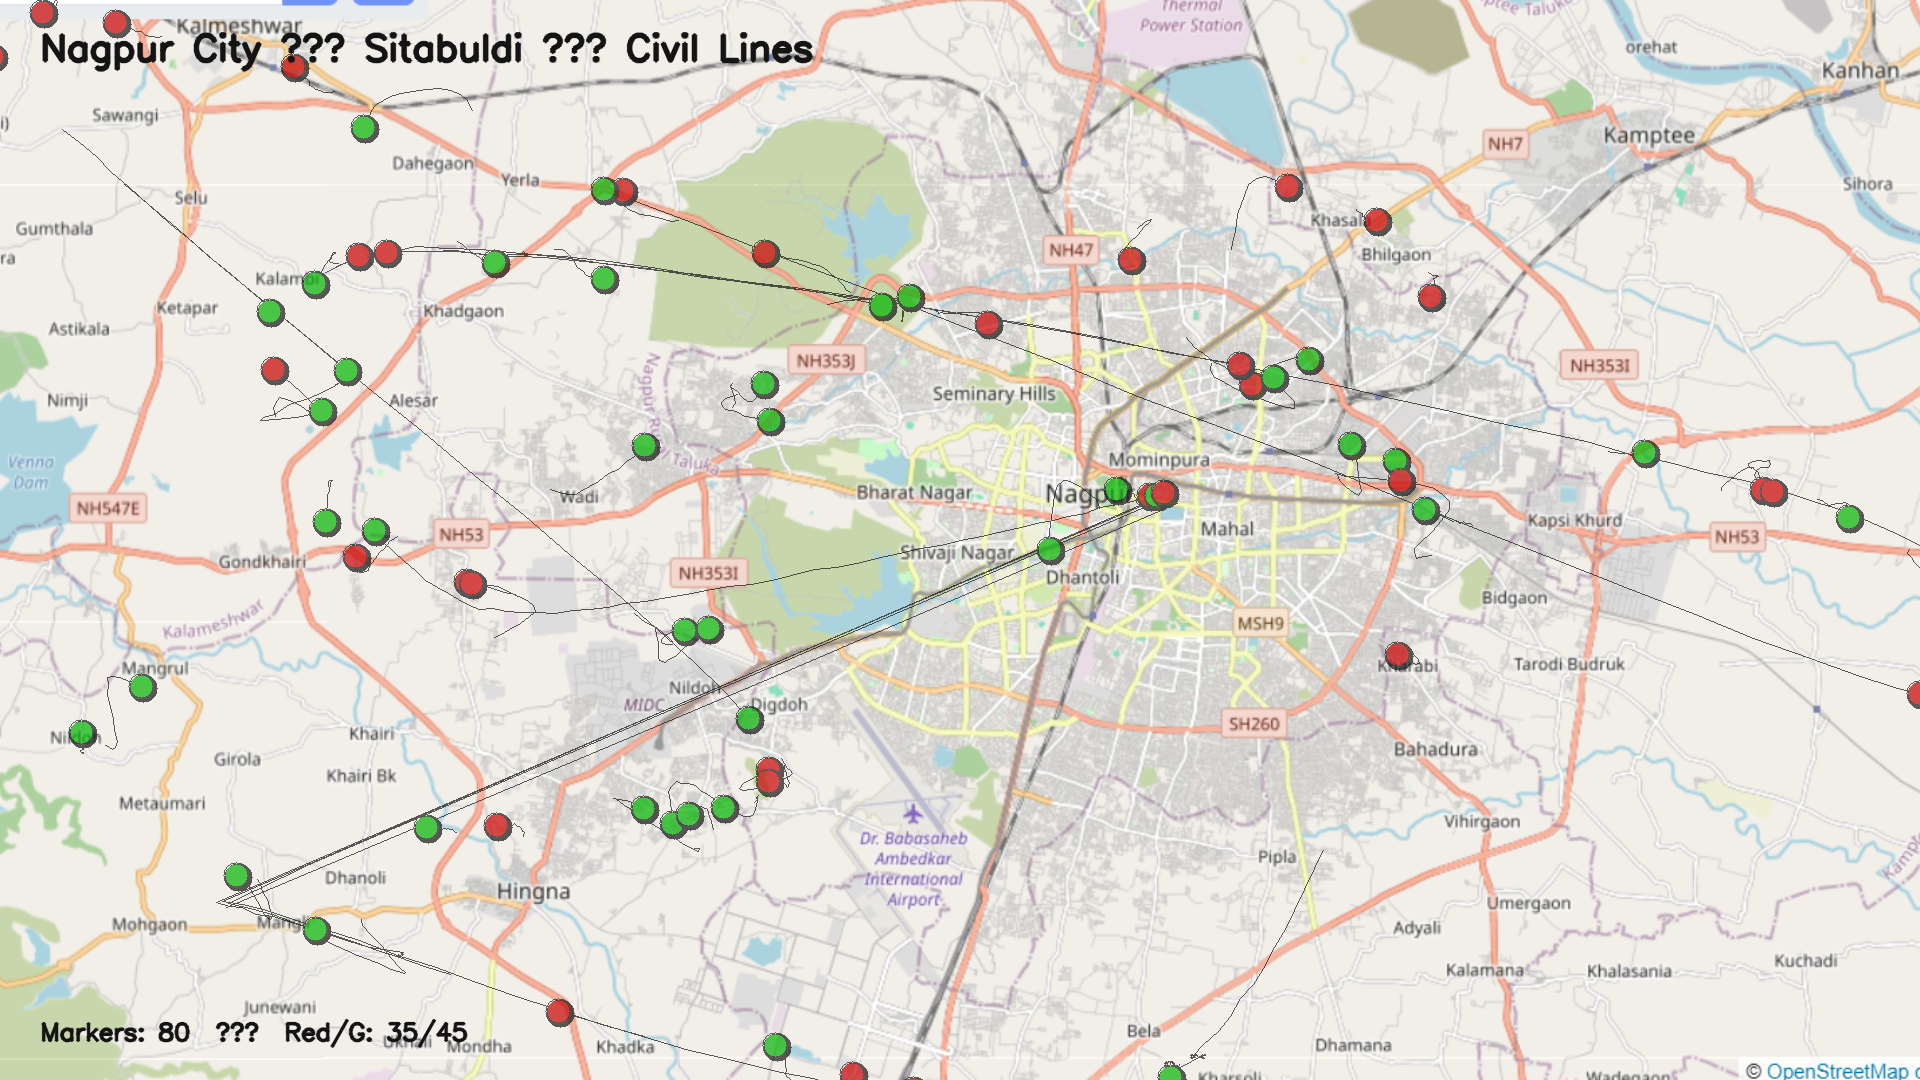 Kalmeshwar
Nagpur City ??? Sitabuldi ??? Civil Lines
Thermal
Power Station
orehat
Kanhan
Sawangi
NH7
Kamptee
Dahegaon
Yerla
Selu
Sihora
Gumthala
Khasala
NH47
Bhilgaon
Ketapar
Khadgaon
Astikala
NH353J
NH353I
Seminary Hills
Nimji
Alesar
Nagpur Rural
Taluka
Mominpura
Venna
Dam
Wadi
Bharat Nagar
Nagpur
NH547E
NH53
Mahal
Kapsi Khurd
NH53
Gondkhairi
Shivaji Nagar
NH353I
Dhantoli
Bidgaon
Kalameshwar
MSH9
Mangrul
Kharabi
Tarodi Budruk
Nildoh
MIDC
Digdoh
SH260
Khairi
Bahadura
Girola
Khairi Bk
Metaumari
Vihirgaon
Dr. Babasaheb
Ambedkar
International
Airport
Pipla
Dhanoli
Hingna
Umergaon
Mohgaon
Adyali
Kalamana
Khalasania
Kuchadi
Junewani
Markers: 80 ??? Red/G: 35/45
Mondha
Khadka
Bela
Dhamana
Kharsoli
Wadegaon
© OpenStreetMap